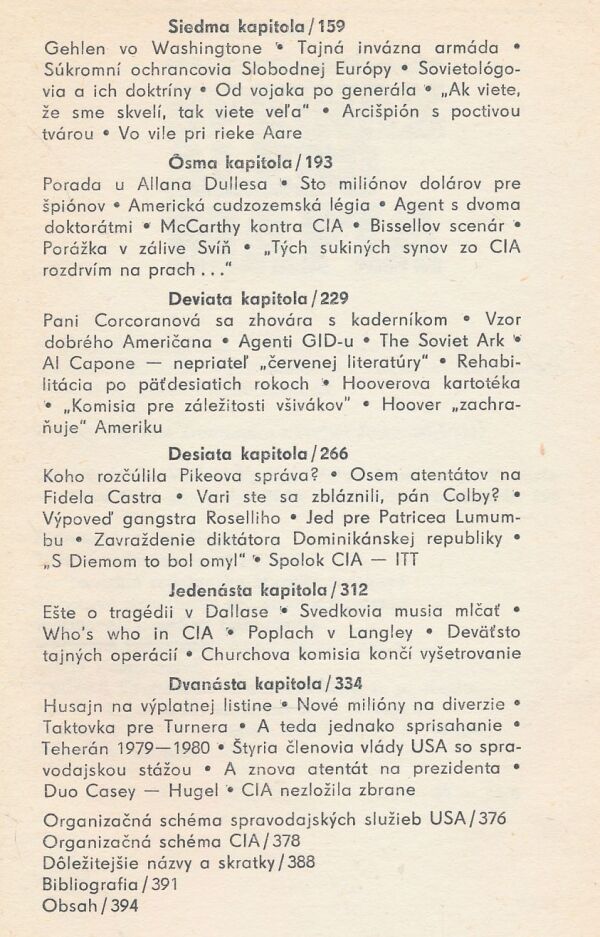 Siedma kapitola/159
Gehlen vo Washingtone • Tajná invázna armáda •
Súkromní ochrancovia Slobodnej Európy • Sovietológo-
via a ich doktríny • Od vojaka po generála • „Ak viete,
že sme skvelí, tak viete veľa“ • Arcišpión s poctivou
tvárou • Vo vile pri rieke Aare
Ôsma kapitola/193
Porada u Allana Dullesa • Sto miliónov dolárov pre
špiónov • Americká cudzozemská légia • Agent s dvoma
doktorátmi • McCarthy kontra CIA • Bissellov scenár •
Porážka v zálive Svíň • „Tých sukiných synov zo CIA
rozdrvím na prach...“
Deviata kapitola/229
Pani Corcoranová sa zhovára s kaderníkom • Vzor
dobrého Američana • Agenti GID-u • The Soviet Ark •
Al Capone — nepriateľ „červenej literatúry“ • Rehabi-
litácia po päťdesiatich rokoch • Hooverova kartotéka
• „Komisia pre záležitosti všivákov“ • Hoover „zachra-
ňuje“ Ameriku
Desiata kapitola/266
Koho rozčúlila Pikeova správa? • Osem atentátov na
Fidela Castra • Vari ste sa zbláznili, pán Colby? •
Výpoveď gangstra Roselliho • Jed pre Patricea Lumum-
bu • Zavraždenie diktátora Dominikánskej republiky •
„S Diemom to bol omyl“ • Spolok CIA — ITT
Jedenásta kapitola/312
Ešte o tragédii v Dallase • Svedkovia musia mlčať •
Who's who in CIA • Poplach v Langley • Deväťsto
tajných operácií • Churchova komisia končí vyšetrovanie
Dvanásta kapitola/334
Husajn na výplatnej listine • Nové milióny na diverzie •
Taktovka pre Turnera • A teda jednako sprisahanie •
Teherán 1979—1980 • Štyria členovia vlády USA so spra-
vodajskou stážou • A znova atentát na prezidenta •
Duo Casey — Hugel • CIA nezložila zbrane
Organizačná schéma spravodajských služieb USA/376
Organizačná schéma CIA/378
Dôležitejšie názvy a skratky/388
Bibliografia/391
Obsah/394